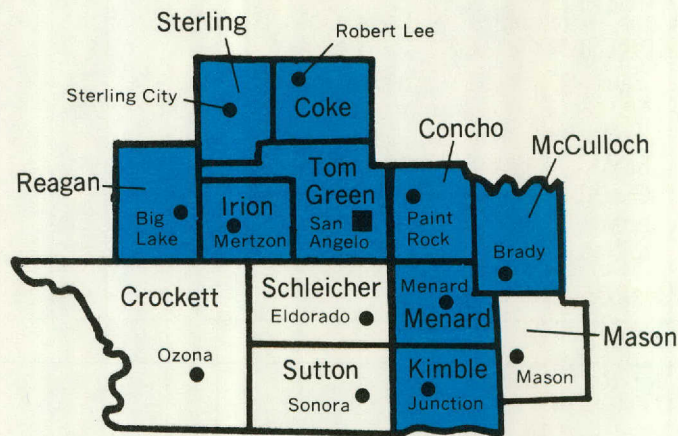 Sterling
Robert Lee
Sterling City
Coke
Concho
McCulloch
Reagan
Tom
Green
Irion
Big
Lake
Mertzon
San
Angelo
Paint
Rock
Brady
Crockett
Schleicher
Eldorado
Menard
Menard
Mason
Ozona
Sutton
Sonora
Kimble
Junction
Mason